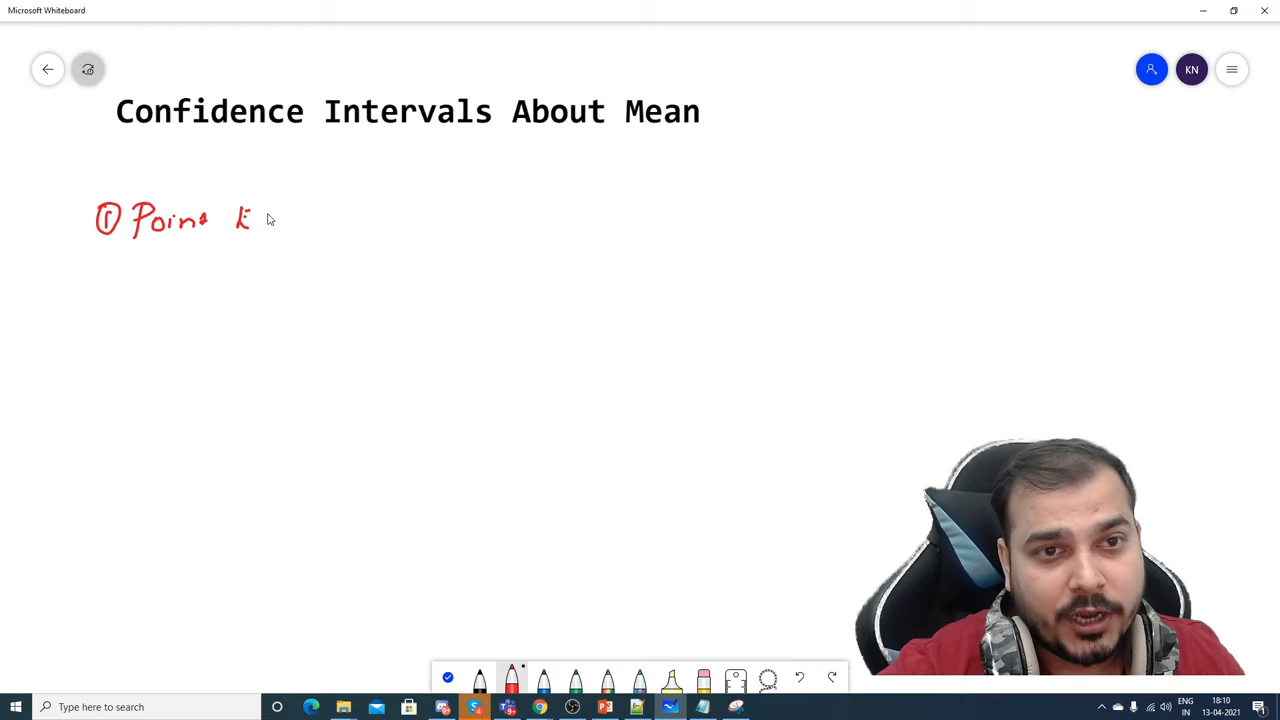 Microsoft Whiteboard
KN
Confidence Intervals About Mean
① Point E
Type here to search
ENG
IN
18:10
13-04-2021